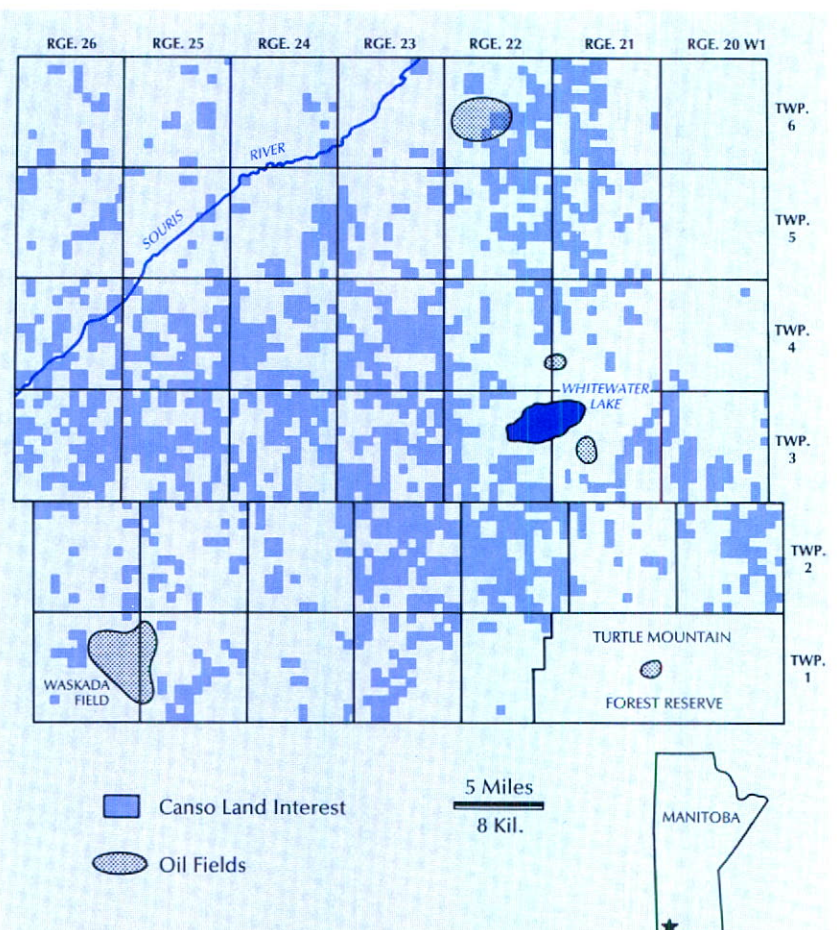 RGE. 26 RGE. 25 RGE. 24 RGE. 23 RGE. 22 RGE. 21 RGE. 20 W1
TWP.
6
RIVER
SOURIS
TWP.
5
TWP.
4
WHITEWATER
LAKE
TWP.
3
TWP.
2
TURTLE MOUNTAIN
TWP.
1
WASKADA
FIELD
FOREST RESERVE
5 Miles
8 Kil.
Canso Land Interest
Oil Fields
MANITOBA